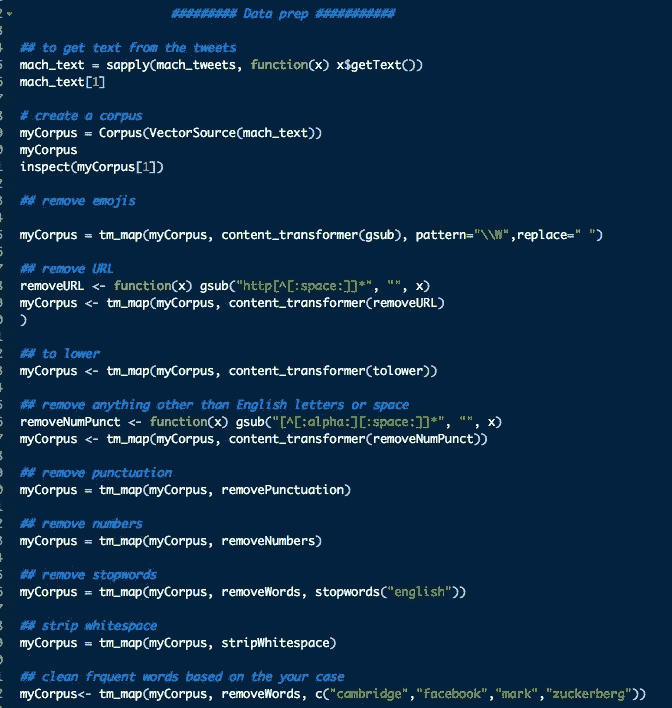 ######### Data prep ###########
## to get text from the tweets
mach_text = sapply(mach_tweets, function(x) x$getText())
mach_text[1]
# create a corpus
myCorpus = Corpus(VectorSource(mach_text))
myCorpus
inspect(myCorpus[1])
## remove emojis
myCorpus = tm_map(myCorpus, content_transformer(gsub), pattern="\\W",replace=" ")
## remove URL
removeURL <- function(x) gsub("http[^[:space:]]*", "", x)
myCorpus <- tm_map(myCorpus, content_transformer(removeURL)
)
## to lower
myCorpus <- tm_map(myCorpus, content_transformer(tolower))
## remove anything other than English letters or space
removeNumPunct <- function(x) gsub("[^[:alpha:][:space:]]*", "", x)
myCorpus <- tm_map(myCorpus, content_transformer(removeNumPunct))
## remove punctuation
myCorpus = tm_map(myCorpus, removePunctuation)
## remove numbers
myCorpus = tm_map(myCorpus, removeNumbers)
## remove stopwords
myCorpus = tm_map(myCorpus, removeWords, stopwords("english"))
## strip whitespace
myCorpus = tm_map(myCorpus, stripWhitespace)
## clean frquent words based on the your case
myCorpus<- tm_map(myCorpus, removeWords, c("cambridge","facebook","mark","zuckerberg"))